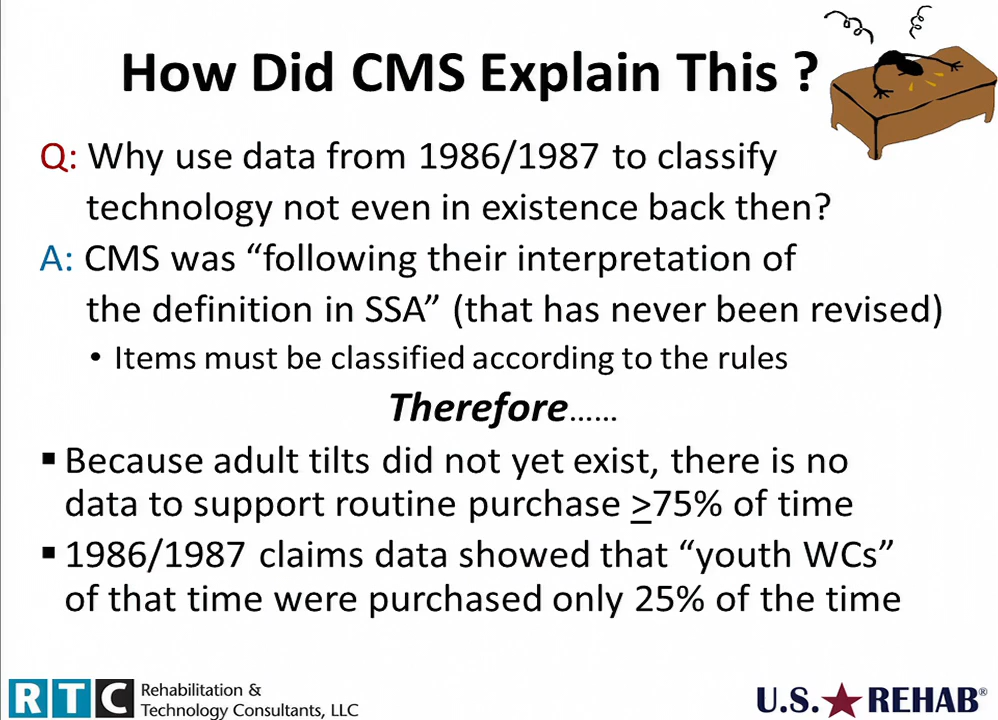 How Did CMS Explain This ?
Q: Why use data from 1986/1987 to classify
technology not even in existence back then?
A: CMS was “following their interpretation of
the definition in SSA” (that has never been revised)
• Items must be classified according to the rules
Therefore......
▪ Because adult tilts did not yet exist, there is no
data to support routine purchase ≥75% of time
▪ 1986/1987 claims data showed that “youth WCs”
of that time were purchased only 25% of the time
RTC Rehabilitation &
Technology Consultants, LLC
U.S. REHAB®